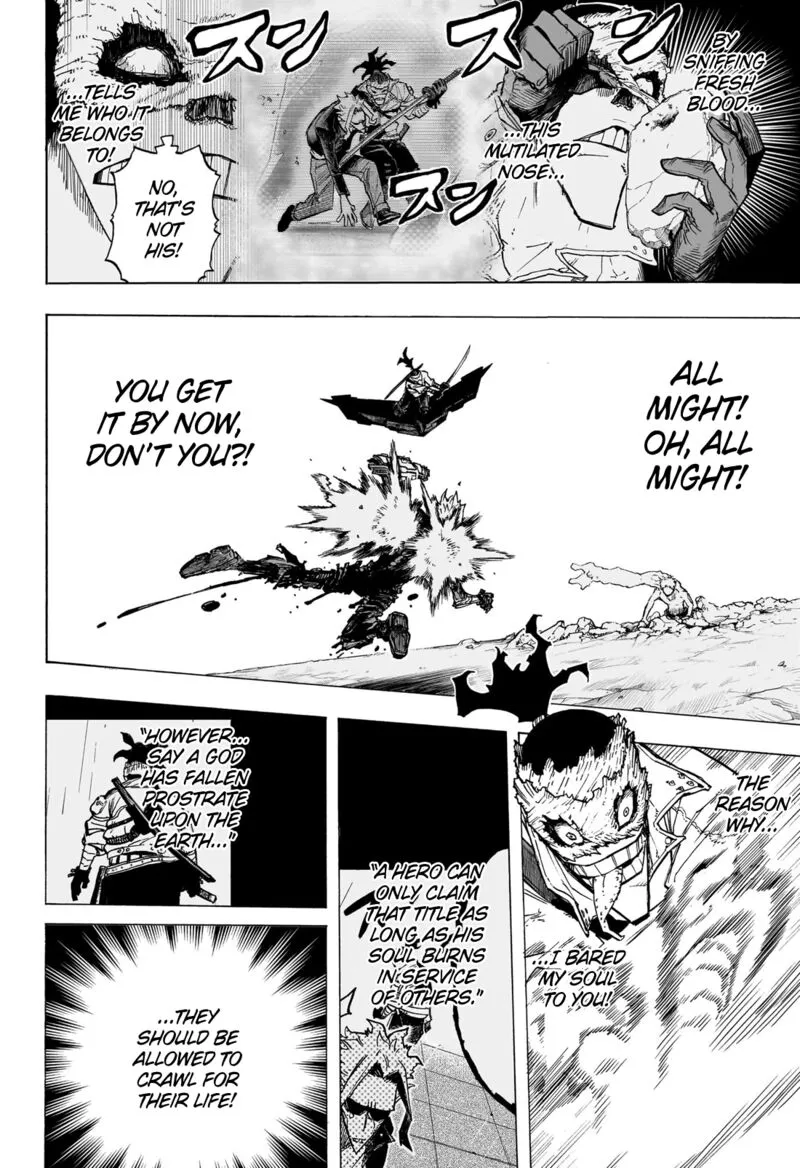 BY
SNIFFING
FRESH
BLOOD...
...THIS
MUTILATED
NOSE...
スン
スン
スン
...TELLS
ME WHO IT
BELONGS
TO!
NO,
THAT'S
NOT
HIS!
ALL
MIGHT!
OH, ALL
MIGHT!
YOU GET
IT BY NOW,
DON'T YOU?!
THE
REASON
WHY...
...I BARED
MY SOUL
TO YOU!
"A HERO CAN
ONLY CLAIM
THAT TITLE AS
LONG AS HIS
SOUL BURNS
IN SERVICE
OF OTHERS."
"HOWEVER...
SAY A GOD
HAS FALLEN
PROSTRATE
UPON THE
EARTH..."
...THEY
SHOULD BE
ALLOWED TO
CRAWL FOR
THEIR LIFE!